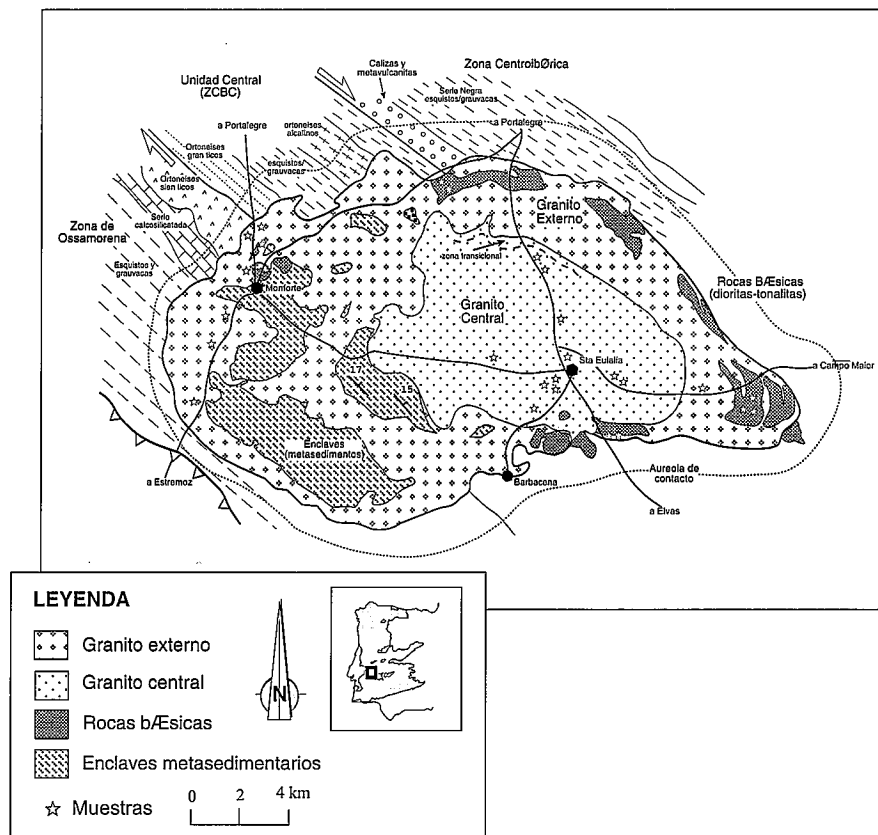 Calizas y
metavulcanitas
Zona CentroibØrica
Unidad Central
(ZCBC)
Serie Negra
esquistos/grauvacas
a Portalegre
ortoneises
alcalinos
a Portalegre
Ortoneises
gran ticos
esquistos/
grauvacas
Ortoneises
sien ticos
Serie
calcosilicatada
Granito
Externo
Zona de
Ossamorena
zona transicional
Esquistos y
grauvacas
Rocas BÆsicas
(dioritas-tonalitas)
Monforte
Granito
Central
Sta Eulalia
a Campo Maior
17
15
Enclaves
(metasedimentos)
Aureola de
contacto
a Estremoz
Barbacena
a Elvas
LEYENDA
Granito externo
Granito central
Rocas bÆsicas
Enclaves metasedimentarios
Muestras
0 2 4 km
N